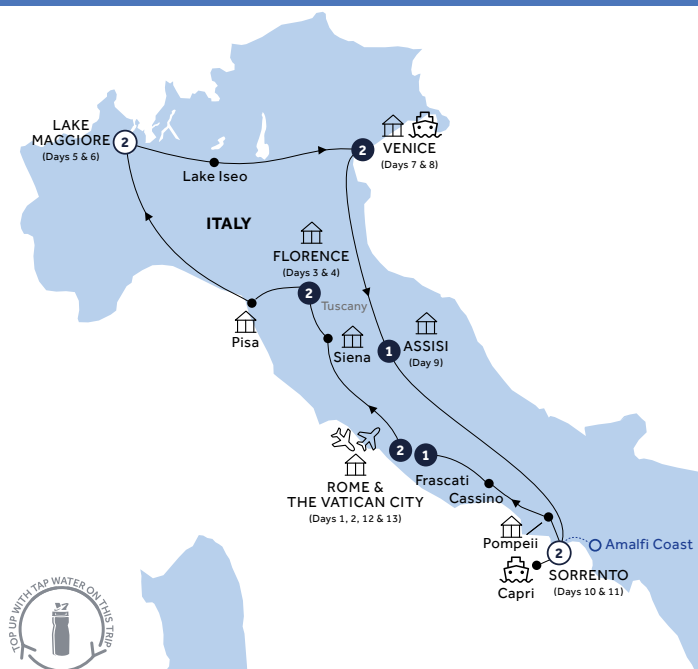 LAKE
MAGGIORE
(Days 5 & 6)
2
Lake Iseo
2
VENICE
(Days 7 & 8)
ITALY
FLORENCE
(Days 3 & 4)
2
Tuscany
Pisa
Siena
1
ASSISI
(Day 9)
2
1
ROME &
THE VATICAN CITY
(Days 1, 2, 12 & 13)
Frascati
Cassino
Pompeii
2
Amalfi Coast
Capri
SORRENTO
(Days 10 & 11)
TOP UP WITH TAP WATER ON THIS TRIP